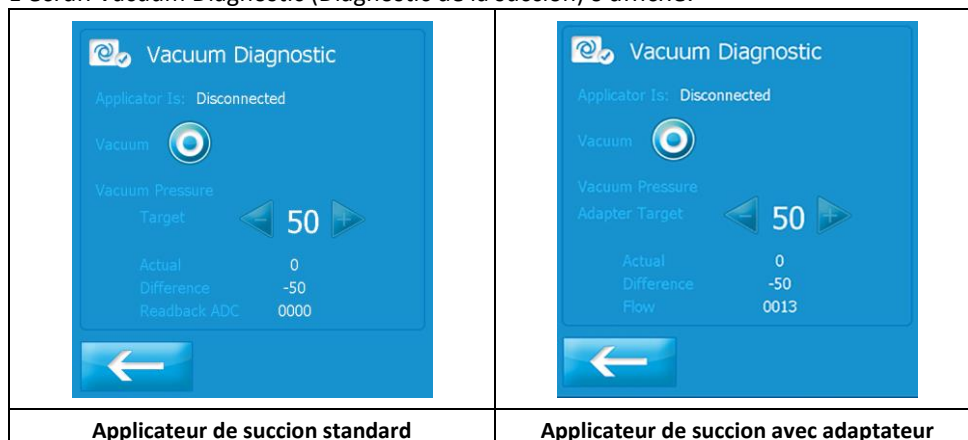 L'écran Vacuum Diagnostic (Diagnostic de la succion) s'affiche.
Vacuum Diagnostic
Applicator Is: Disconnected
Vacuum
Vacuum Pressure
Target 50
Actual 0
Difference -50
Readback ADC 0000
Vacuum Diagnostic
Applicator Is: Disconnected
Vacuum
Vacuum Pressure
Adapter Target 50
Actual 0
Difference -50
Flow 0013
Applicateur de succion standard
Applicateur de succion avec adaptateur